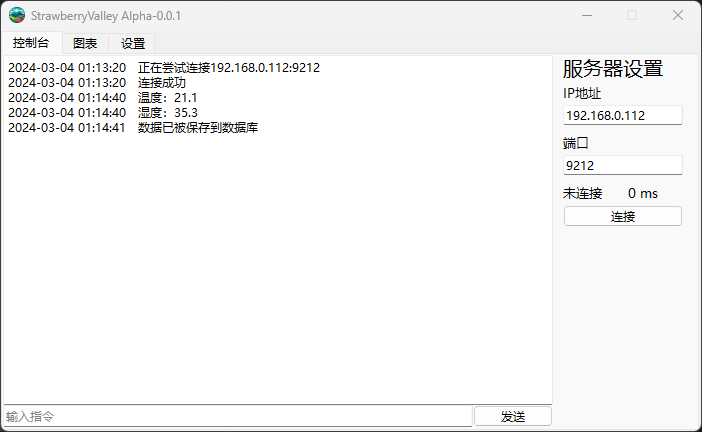 StrawberryValley Alpha-0.0.1
控制台 图表 设置
2024-03-04 01:13:20 正在尝试连接192.168.0.112:9212
2024-03-04 01:13:20 连接成功
2024-03-04 01:14:40 温度：21.1
2024-03-04 01:14:40 湿度：35.3
2024-03-04 01:14:41 数据已被保存到数据库
服务器设置
IP地址
192.168.0.112
端口
9212
未连接 0 ms
连接
输入指令 发送